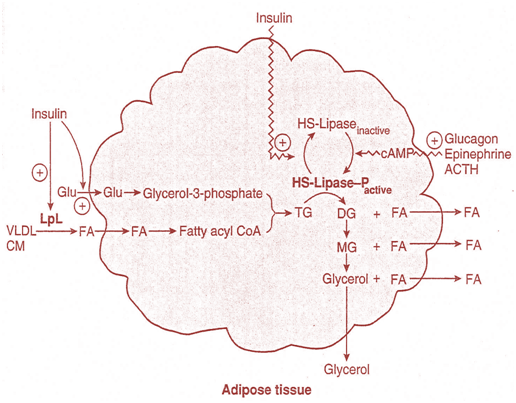 Insulin
Insulin
HS-Lipase inactive
+
+ Glucagon
cAMP Epinephrine
ACTH
+
HS-Lipase–P active
Glu Glu Glycerol-3-phosphate
+
LpL
TG DG + FA FA
VLDL FA FA Fatty acyl CoA
CM
MG + FA FA
Glycerol + FA FA
Glycerol
Adipose tissue